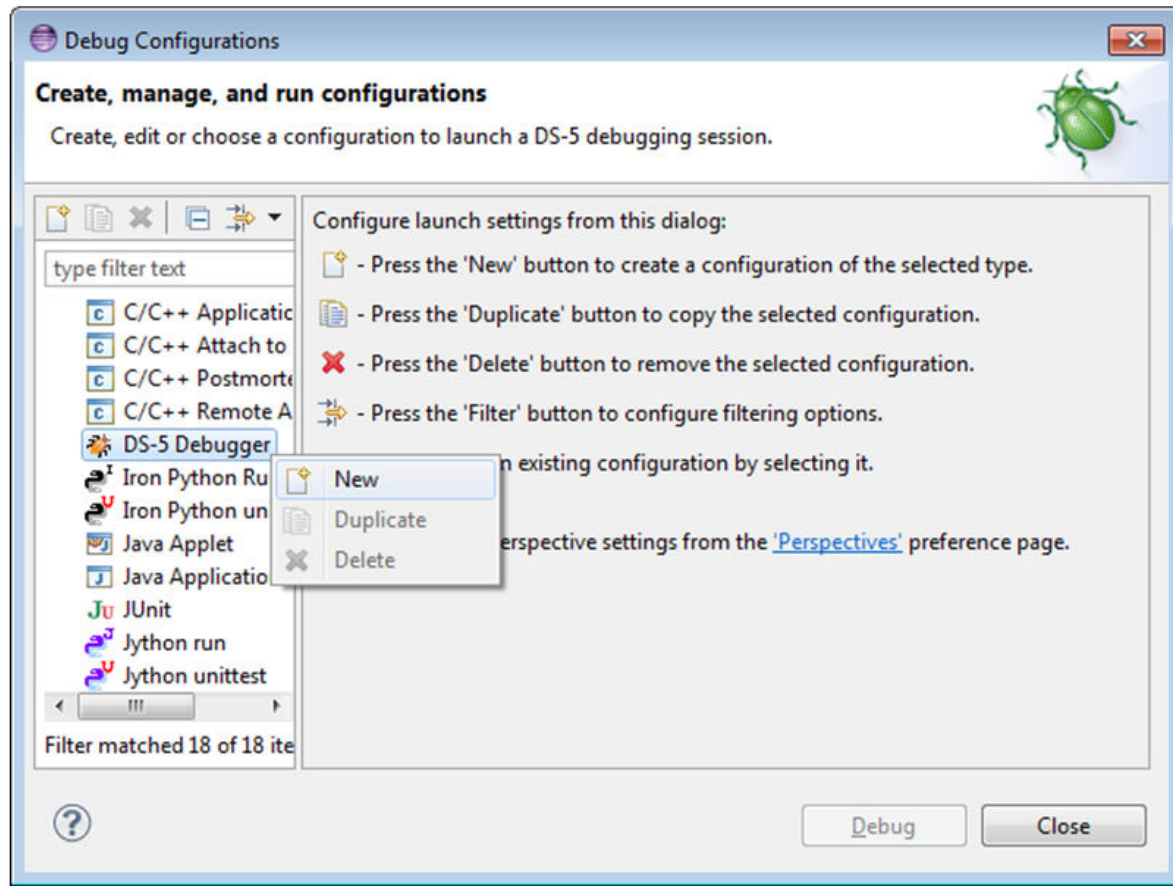 Debug Configurations
Create, manage, and run configurations
Create, edit or choose a configuration to launch a DS-5 debugging session.
type filter text
C/C++ Applicatic
C/C++ Attach to
C/C++ Postmorte
C/C++ Remote A
DS-5 Debugger
Iron Python Ru
Iron Python un
Java Applet
Java Applicatio
JUnit
Jython run
Jython unittest
Filter matched 18 of 18 ite
New
Duplicate
Delete
Configure launch settings from this dialog:
- Press the 'New' button to create a configuration of the selected type.
- Press the 'Duplicate' button to copy the selected configuration.
- Press the 'Delete' button to remove the selected configuration.
- Press the 'Filter' button to configure filtering options.
n existing configuration by selecting it.
erspective settings from the 'Perspectives' preference page.
Debug
Close